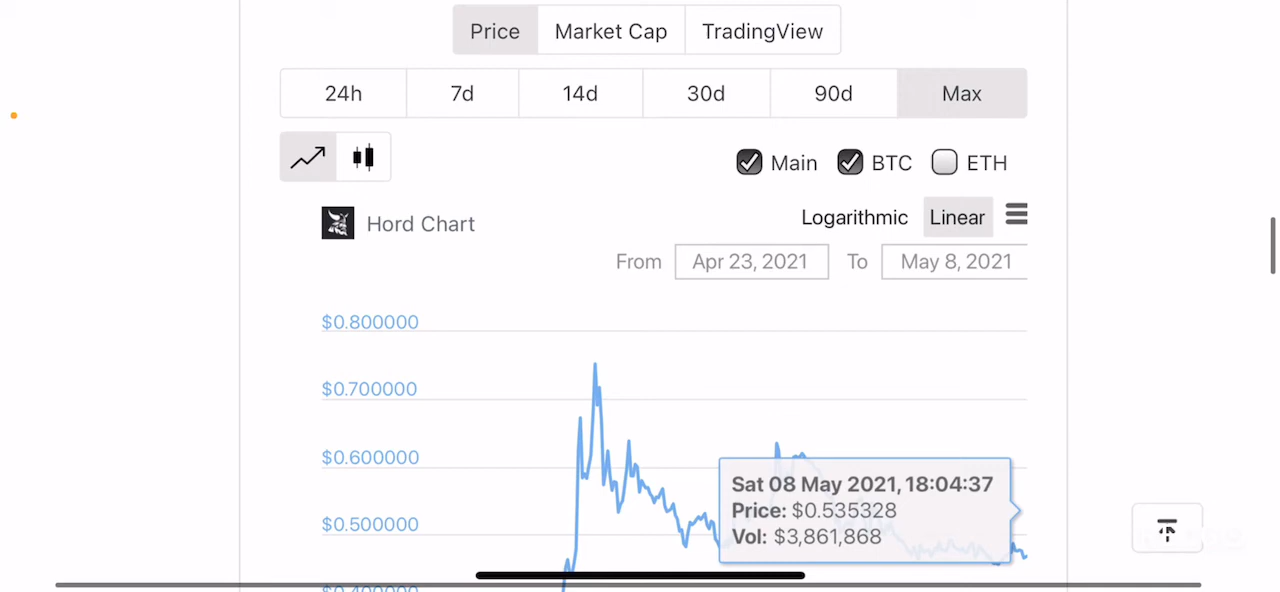 Price Market Cap TradingView
24h 7d 14d 30d 90d Max
Main BTC ETH
Hord Chart
Logarithmic Linear
From Apr 23, 2021 To May 8, 2021
$0.800000
$0.700000
$0.600000
$0.500000
$0.400000
Sat 08 May 2021, 18:04:37
Price: $0.535328
Vol: $3,861,868